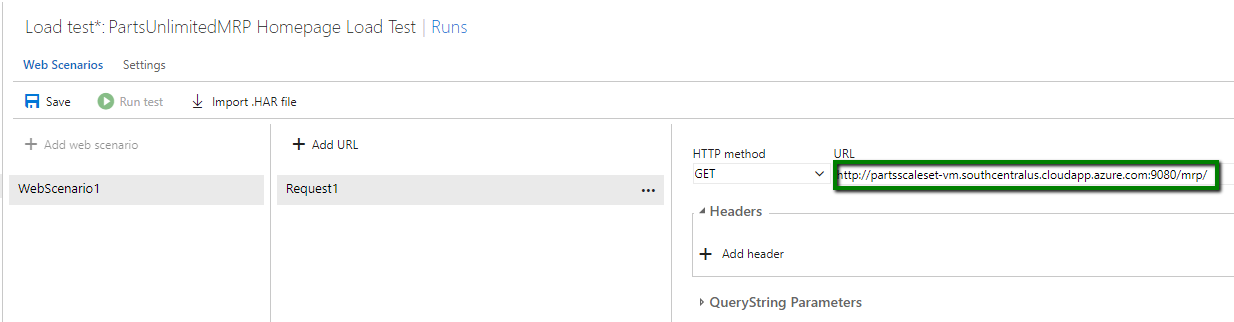 Load test*: PartsUnlimitedMRP Homepage Load Test | Runs
Web Scenarios Settings
Save Run test Import .HAR file
Add web scenario
Add URL
WebScenario1
Request1
HTTP method URL
GET http://partsscaleset-vm.southcentralus.cloudapp.azure.com:9080/mrp/
Headers
Add header
QueryString Parameters